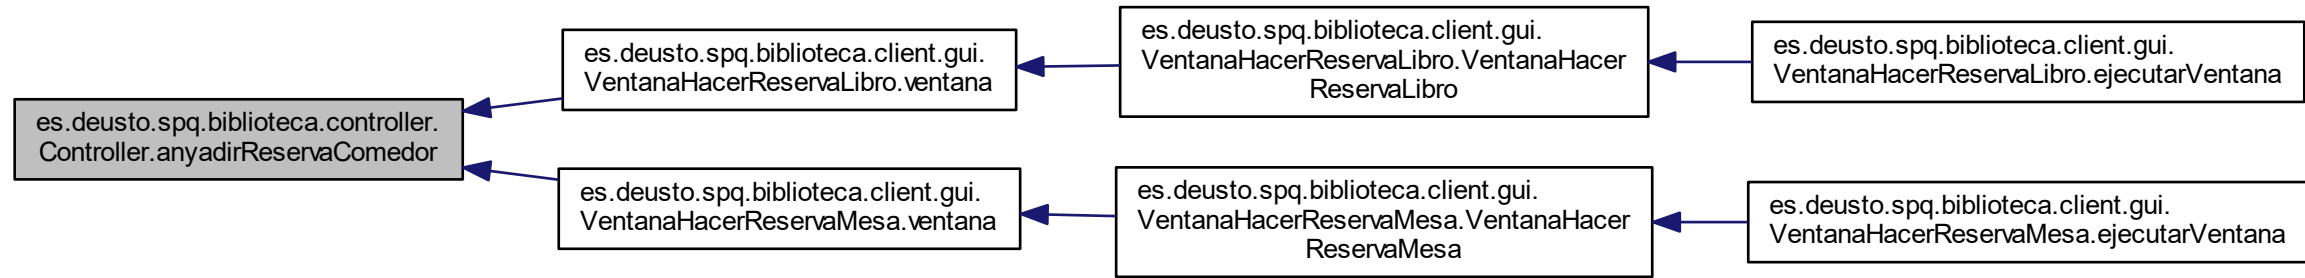 es.deusto.spq.biblioteca.controller.
Controller.anyadirReservaComedor
es.deusto.spq.biblioteca.client.gui.
VentanaHacerReservaLibro.ventana
es.deusto.spq.biblioteca.client.gui.
VentanaHacerReservaLibro.VentanaHacer
ReservaLibro
es.deusto.spq.biblioteca.client.gui.
VentanaHacerReservaLibro.ejecutarVentana
es.deusto.spq.biblioteca.client.gui.
VentanaHacerReservaMesa.ventana
es.deusto.spq.biblioteca.client.gui.
VentanaHacerReservaMesa.VentanaHacer
ReservaMesa
es.deusto.spq.biblioteca.client.gui.
VentanaHacerReservaMesa.ejecutarVentana